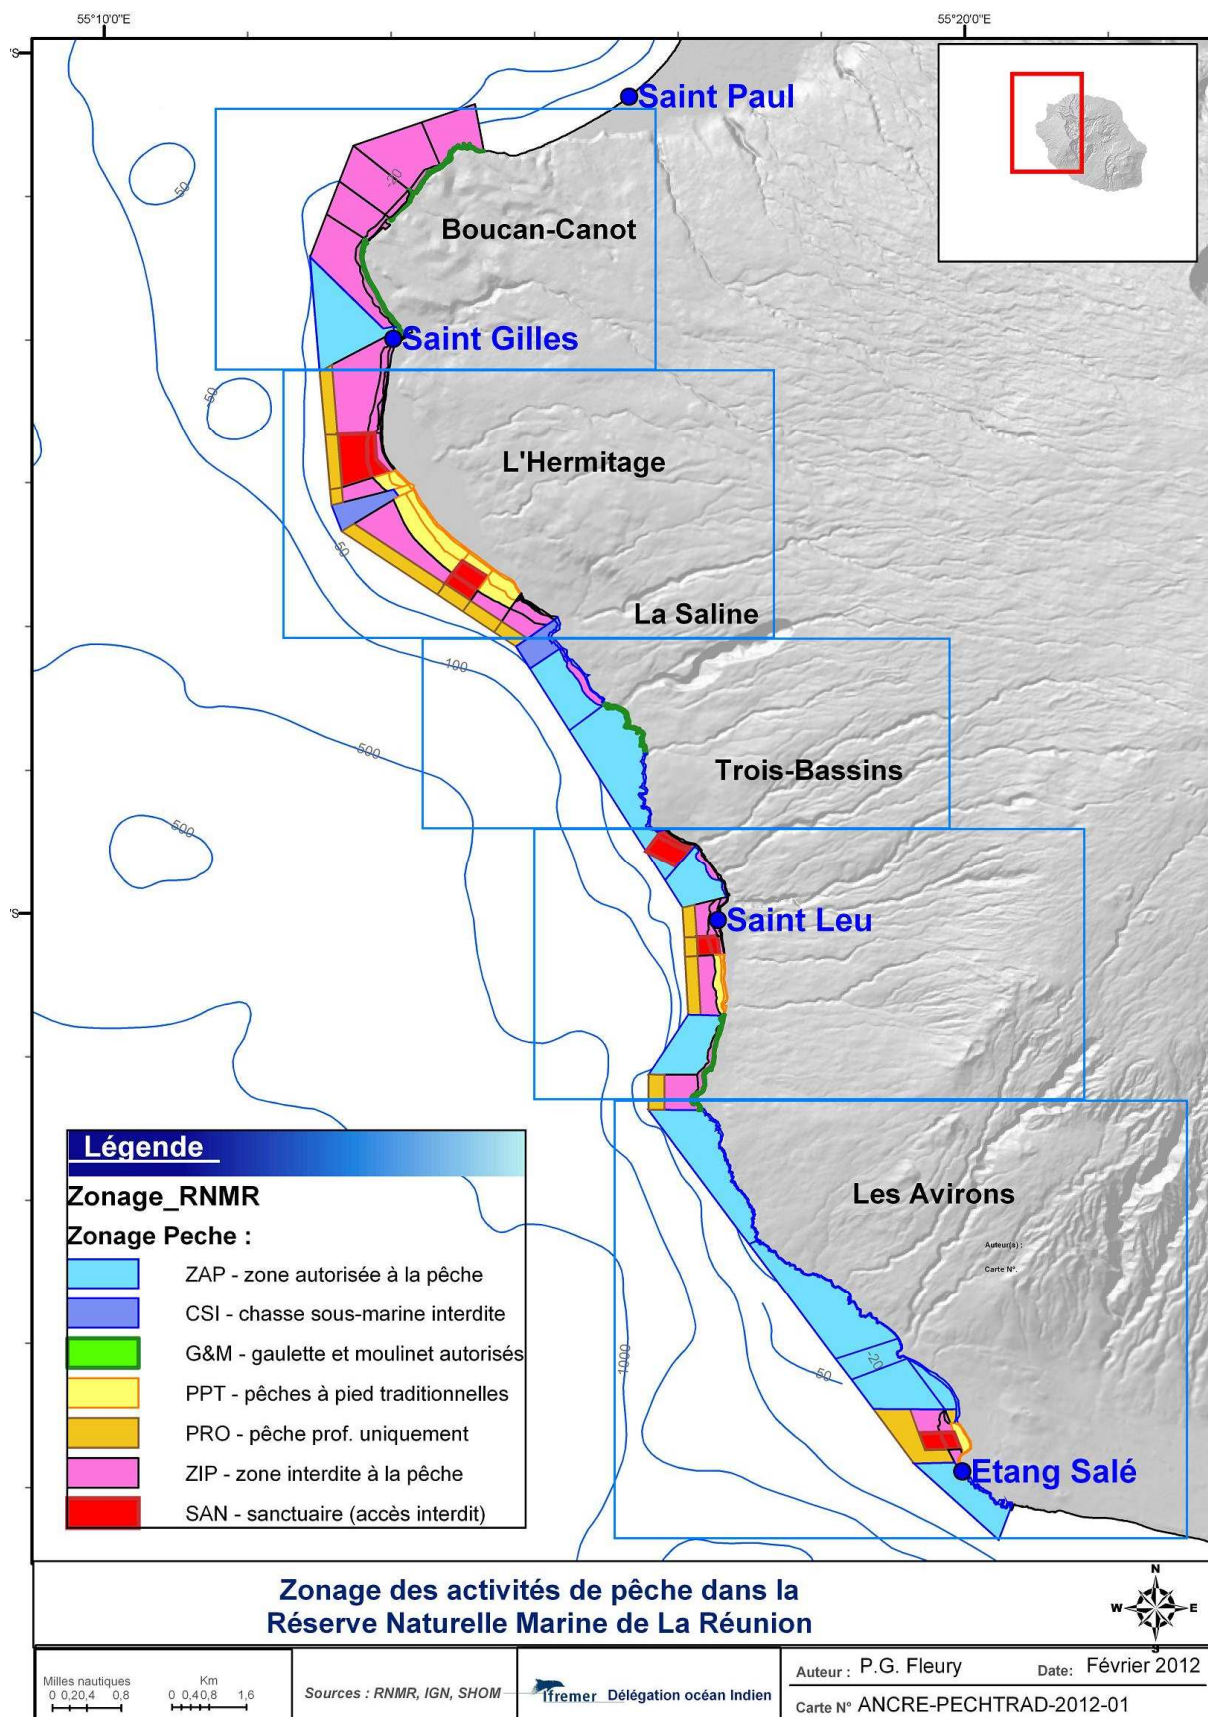 55°10'0"E
55°20'0"E
'S
Saint Paul
-50
-20
Boucan-Canot
Saint Gilles
-50
L'Hermitage
50
La Saline
100
500
Trois-Bassins
500
'S
Saint Leu
Légende
Zonage_RNMR
Zonage Peche :
ZAP - zone autorisée à la pêche
CSI - chasse sous-marine interdite
G&M - gaulette et moulinet autorisés
PPT - pêches à pied traditionnelles
PRO - pêche prof. uniquement
ZIP - zone interdite à la pêche
SAN - sanctuaire (accès interdit)
Les Avirons
Auteur(s) :
Carte N°.
1000
-20
50
Etang Salé
Zonage des activités de pêche dans la
Réserve Naturelle Marine de La Réunion
N
W
E
S
Milles nautiques
0 0,20,4 0,8
Km
0 0,40,8 1,6
Sources : RNMR, IGN, SHOM
Ifremer Délégation océan Indien
Auteur : P.G. Fleury Date: Février 2012
Carte N° ANCRE-PECHTRAD-2012-01